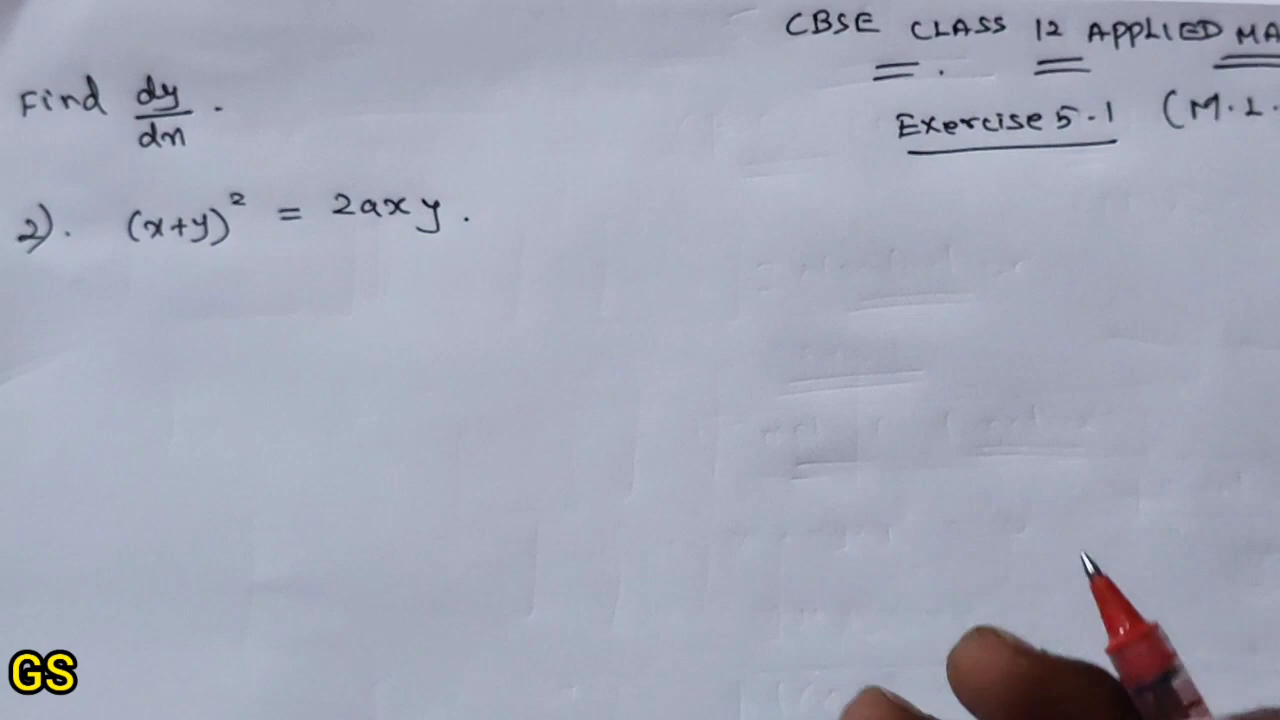 CBSE CLASS 12 APPLIED MA
Exercise 5.1 (M.L.
Find dy/dx.
2). (x+y)² = 2axy.
GS